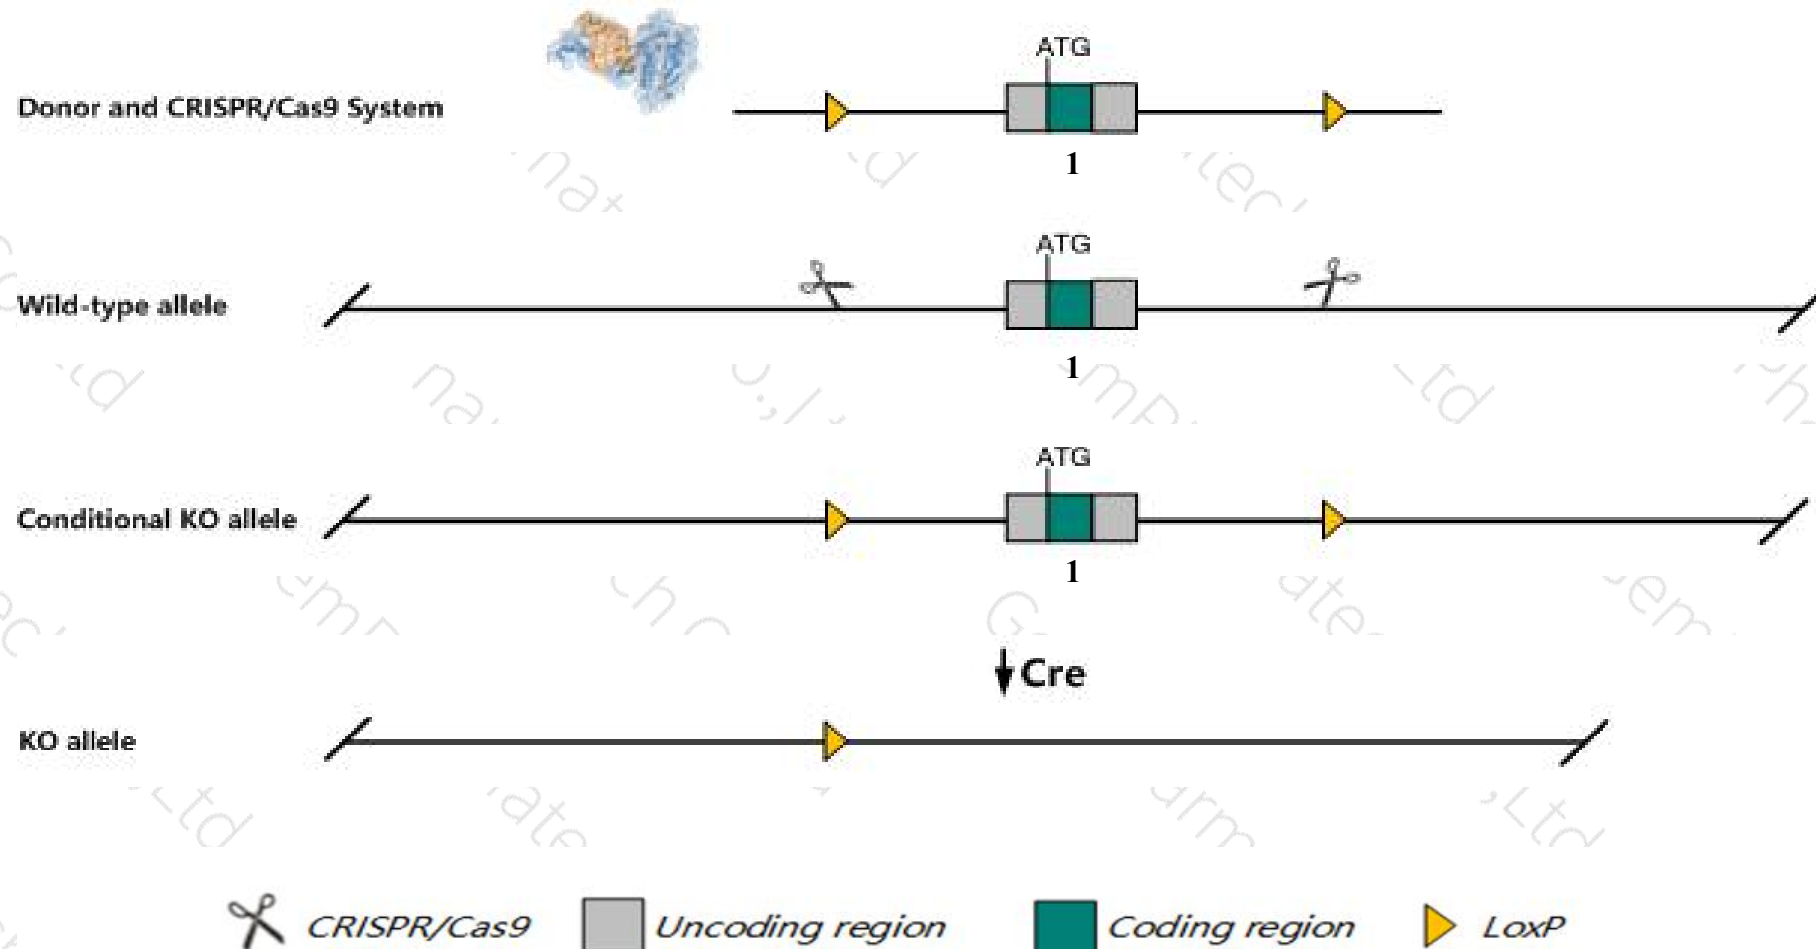 ATG
Donor and CRISPR/Cas9 System
1
ATG
Wild-type allele
1
ATG
Conditional KO allele
1
Cre
KO allele
CRISPR/Cas9
Uncoding region
Coding region
LoxP